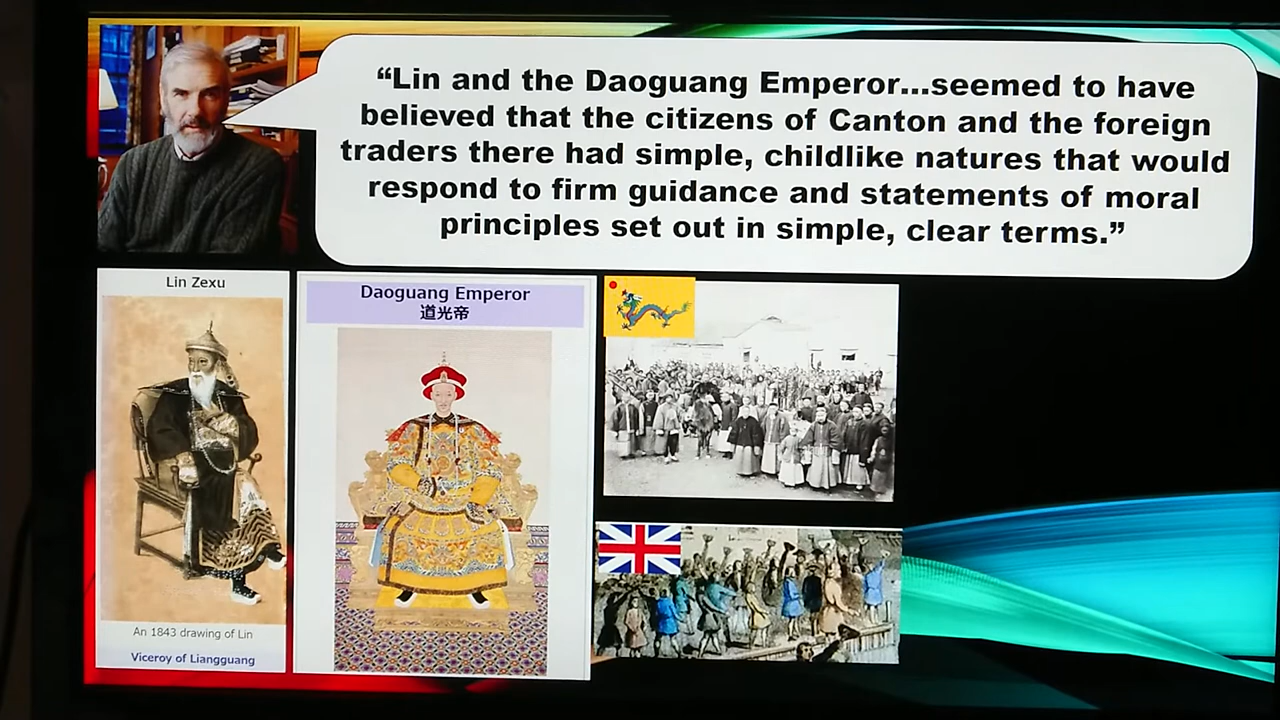 “Lin and the Daoguang Emperor...seemed to have
believed that the citizens of Canton and the foreign
traders there had simple, childlike natures that would
respond to firm guidance and statements of moral
principles set out in simple, clear terms.”
Lin Zexu
An 1843 drawing of Lin
Viceroy of Liangguang
Daoguang Emperor
道光帝